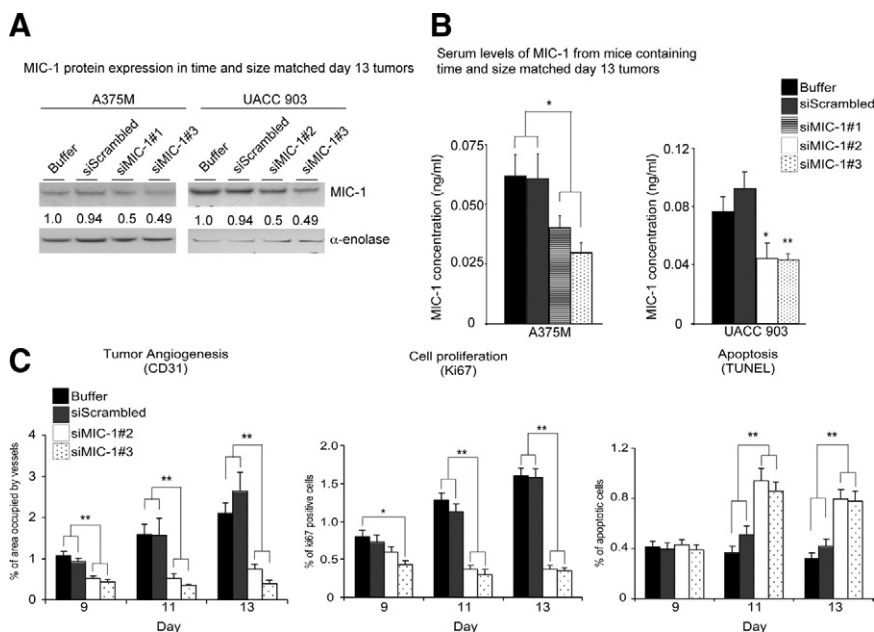 A
MIC-1 protein expression in time and size matched day 13 tumors
A375M
UACC 903
Buffer
siScrambled
siMIC-1#1
siMIC-1#3
Buffer
siScrambled
siMIC-1#2
siMIC-1#3
MIC-1
1.0 0.94 0.5 0.49 1.0 0.94 0.5 0.49
α-enolase
B
Serum levels of MIC-1 from mice containing
time and size matched day 13 tumors
Buffer
siScrambled
siMIC-1#1
siMIC-1#2
siMIC-1#3
MIC-1 concentration (ng/ml)
0.075
0.050
0.025
0
*
A375M
MIC-1 concentration (ng/ml)
0.12
0.08
0.04
0
* **
UACC 903
C
Tumor Angiogenesis
(CD31)
Buffer
siScrambled
siMIC-1#2
siMIC-1#3
% of area occupied by vessels
4
3
2
1
0
** ** **
9 11 13
Day
Cell proliferation
(Ki67)
% of ki67 positive cells
2.0
1.5
1.0
0.5
0
* ** **
9 11 13
Day
Apoptosis
(TUNEL)
% of apoptotic cells
1.2
0.8
0.4
0
** **
9 11 13
Day